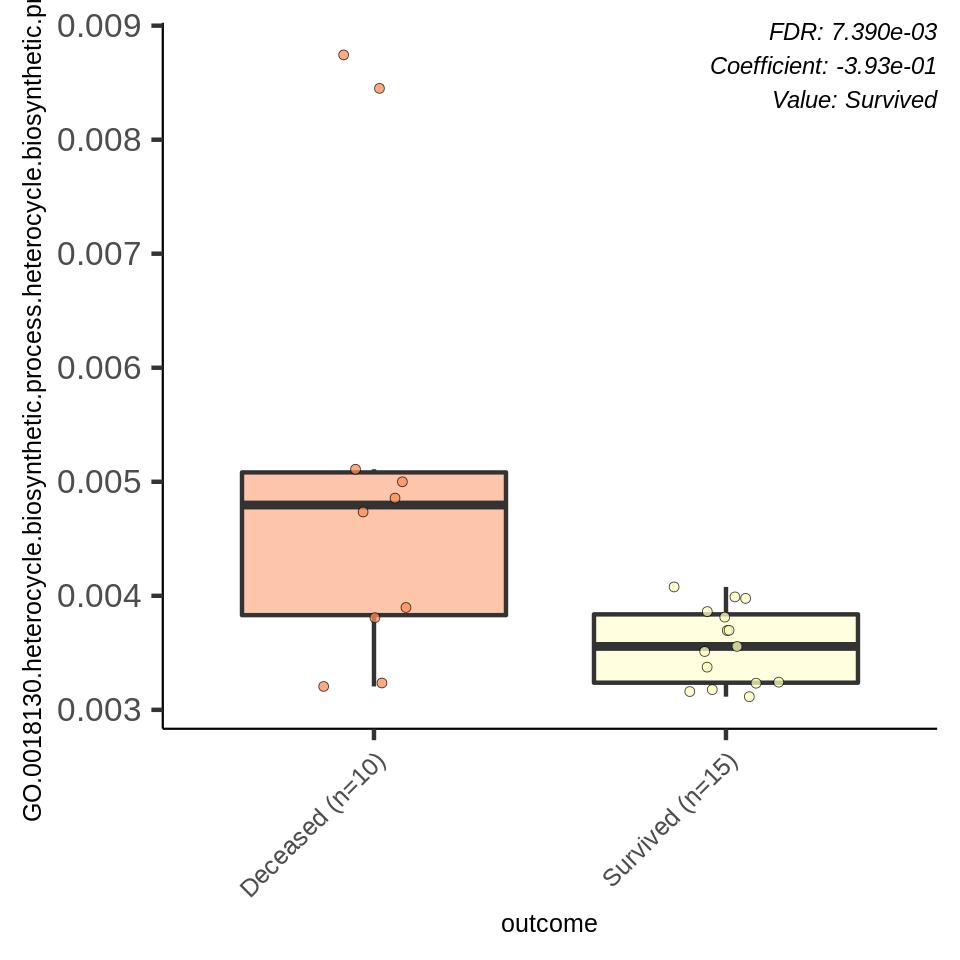 GO.0018130.heterocycle.biosynthetic.process.heterocycle.biosynthetic.pr
0.009
0.008
0.007
0.006
0.005
0.004
0.003
FDR: 7.390e-03
Coefficient: -3.93e-01
Value: Survived
Deceased (n=10)
Survived (n=15)
outcome